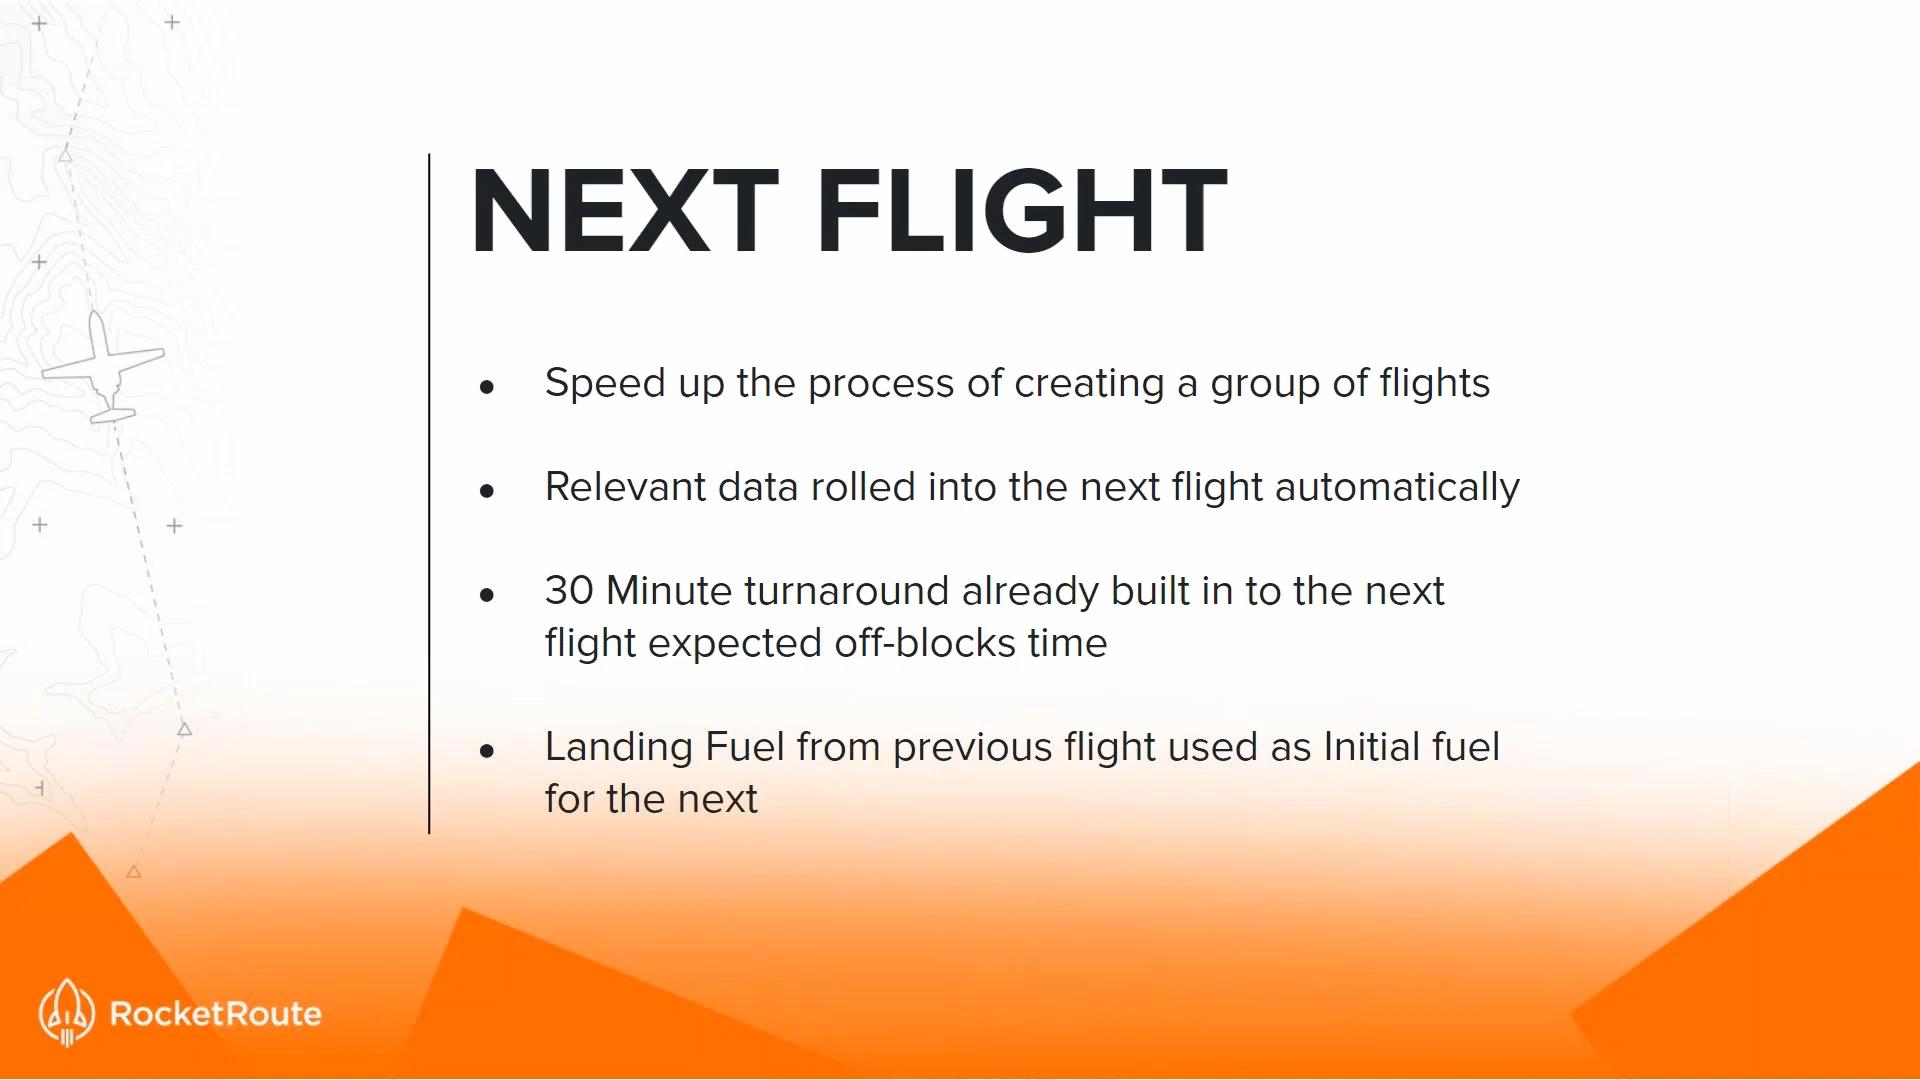 NEXT FLIGHT
● Speed up the process of creating a group of flights
● Relevant data rolled into the next flight automatically
● 30 Minute turnaround already built in to the next
flight expected off-blocks time
● Landing Fuel from previous flight used as Initial fuel
for the next
RocketRoute